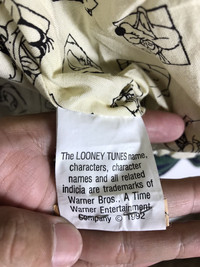 The LOONEY TUNES name,
characters, character
names and all related
indicia are trademarks of
Warner Bros.. A Time
Warner Entertainment
Company © 1992